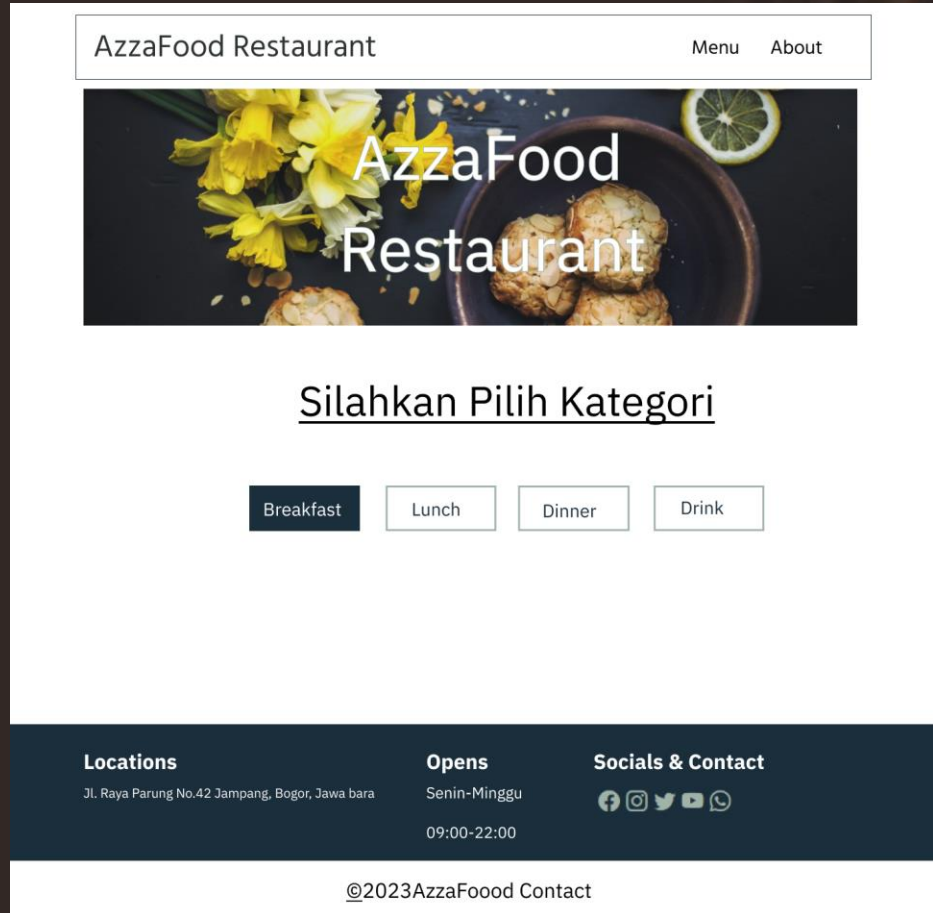 AzzaFood Restaurant
Menu
About
AzzaFood
Restaurant
Silahkan Pilih Kategori
Breakfast
Lunch
Dinner
Drink
Locations
Jl. Raya Parung No.42 Jampang, Bogor, Jawa bara
Opens
Senin-Minggu
09:00-22:00
Socials & Contact
©2023AzzaFoood Contact